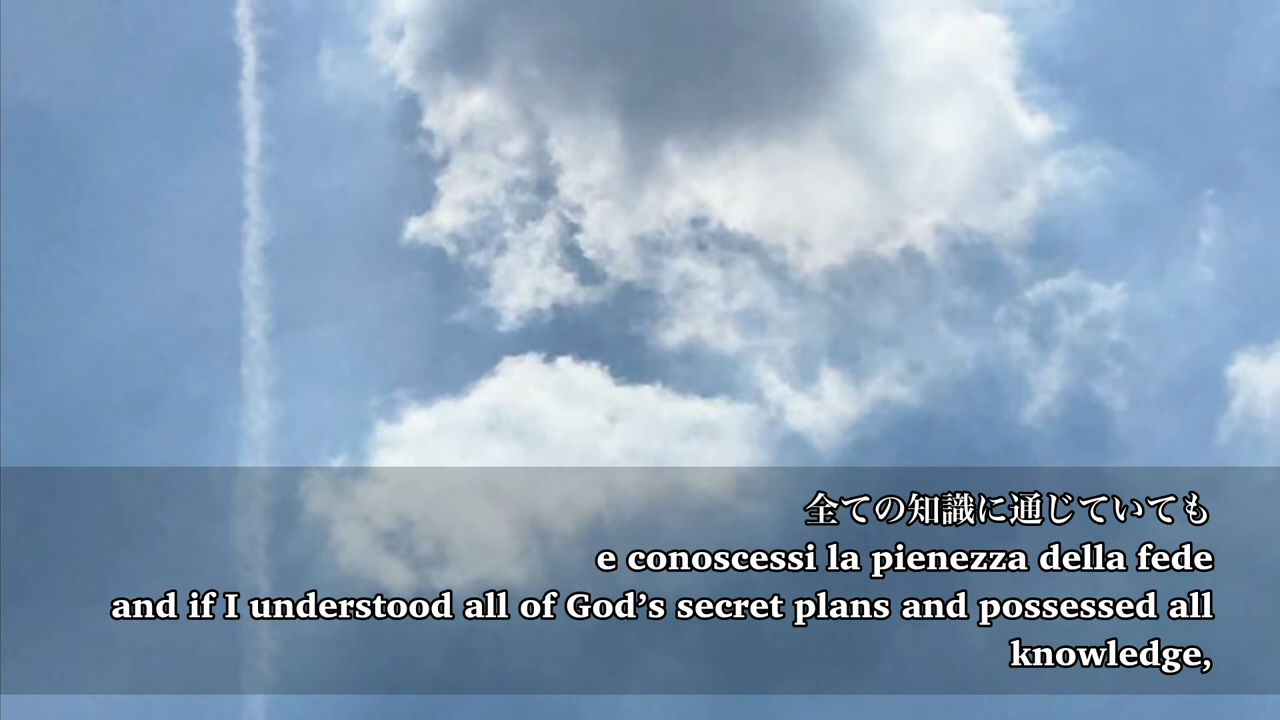 全ての知識に通じていても
e conoscessi la pienezza della fede
and if I understood all of God’s secret plans and possessed all
knowledge,